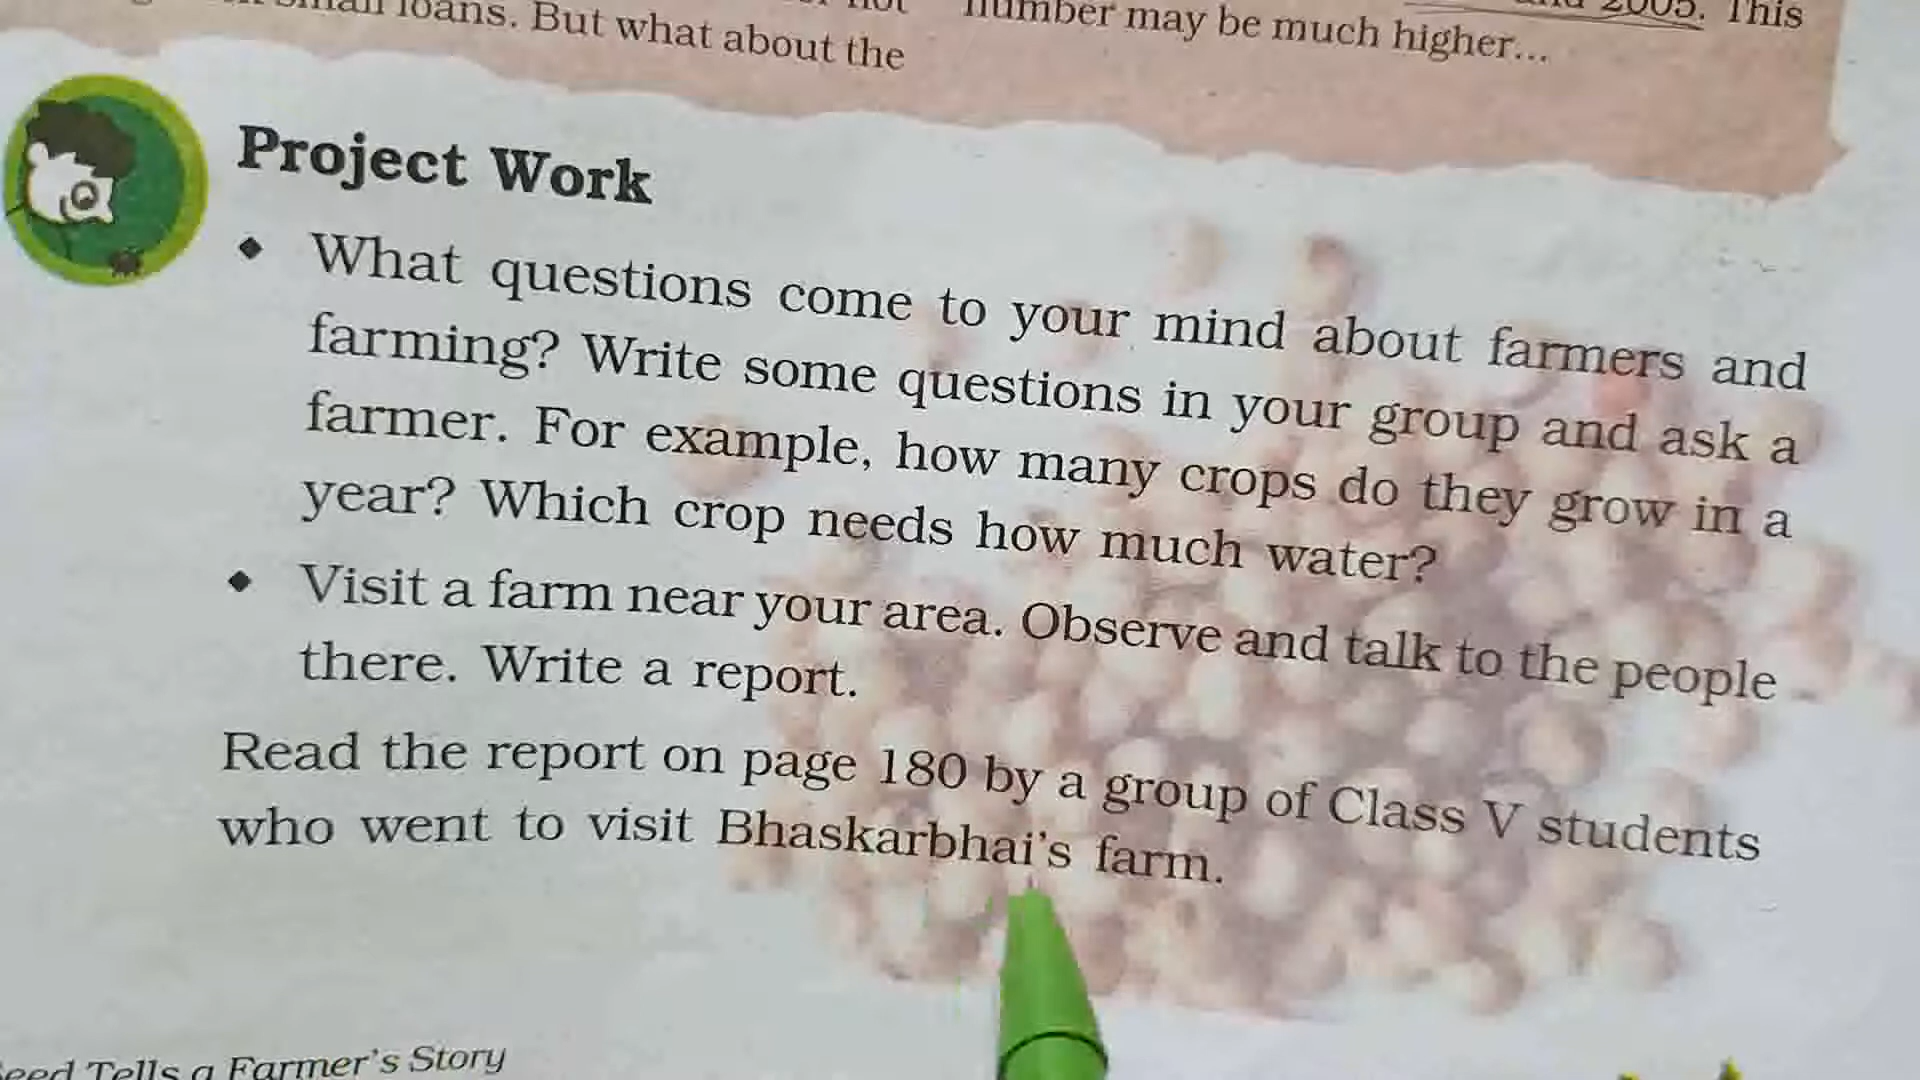 small loans. But what about the
2005. This
number may be much higher...
Project Work
◆ What questions come to your mind about farmers and
farming? Write some questions in your group and ask a
farmer. For example, how many crops do they grow in a
year? Which crop needs how much water?
◆ Visit a farm near your area. Observe and talk to the people
there. Write a report.
Read the report on page 180 by a group of Class V students
who went to visit Bhaskarbhai's farm.
Tells a Farmer's Story